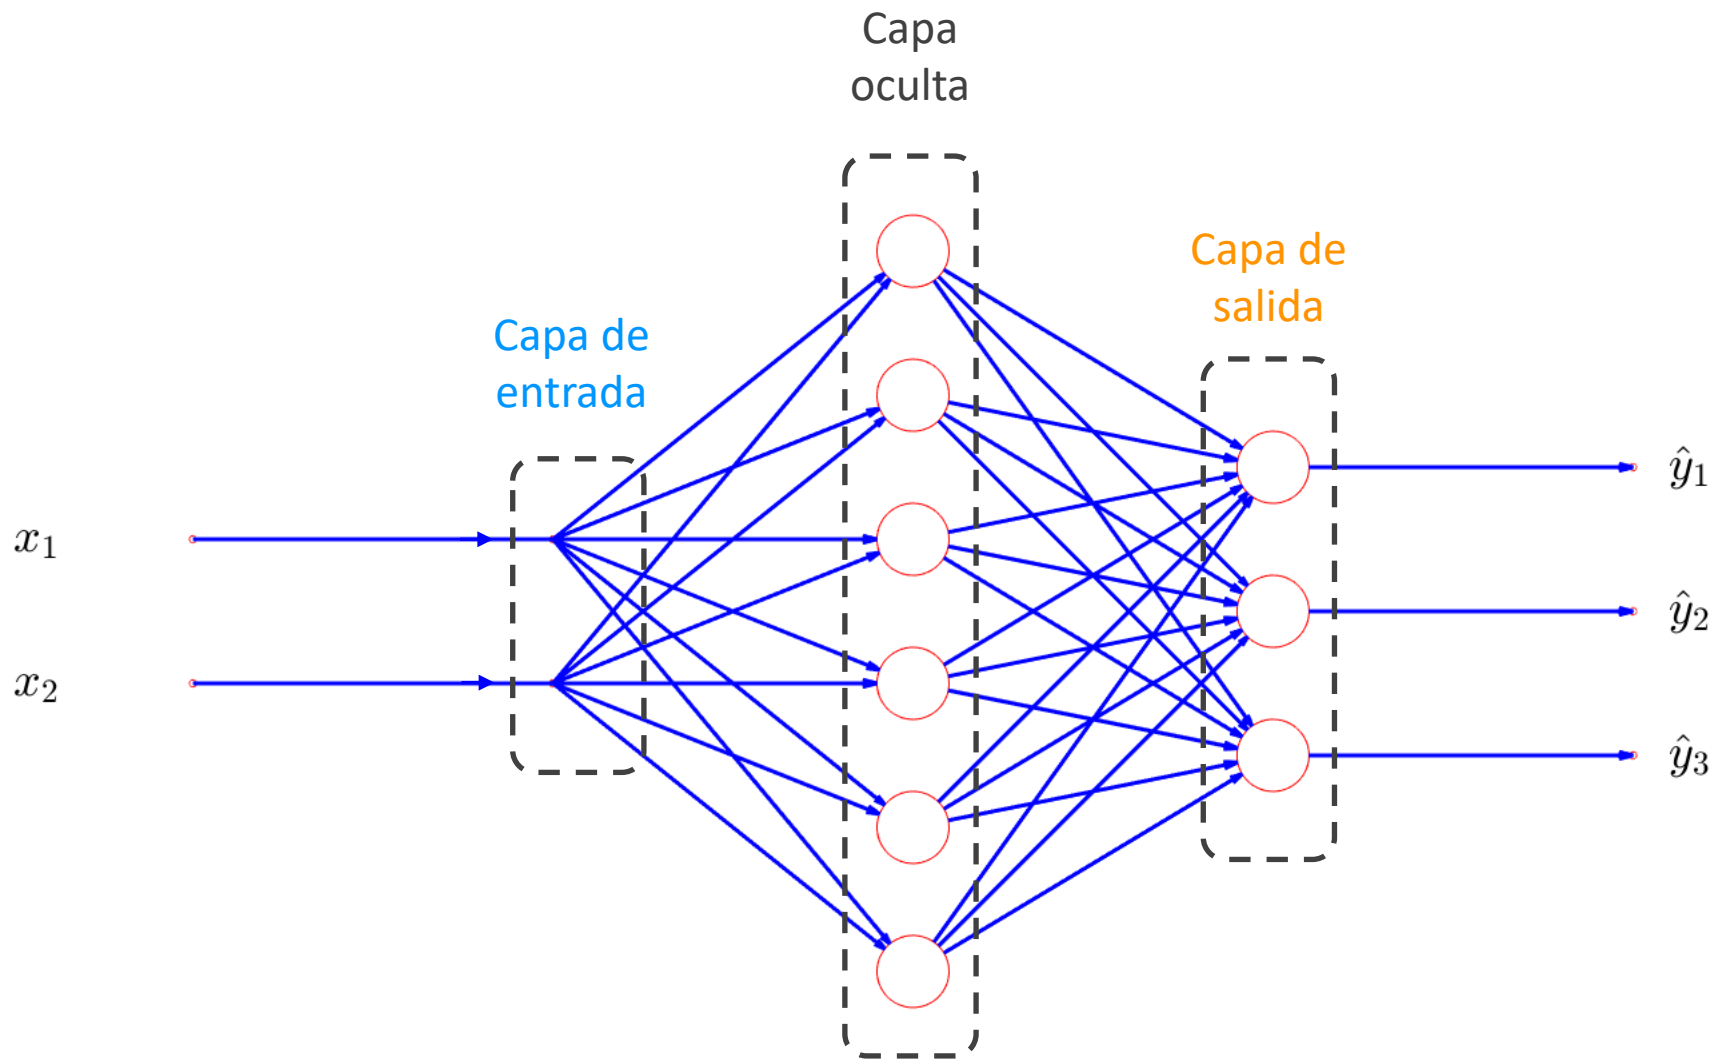 Capa
oculta
Capa de
salida
Capa de
entrada
x₁
x₂
ŷ₁
ŷ₂
ŷ₃